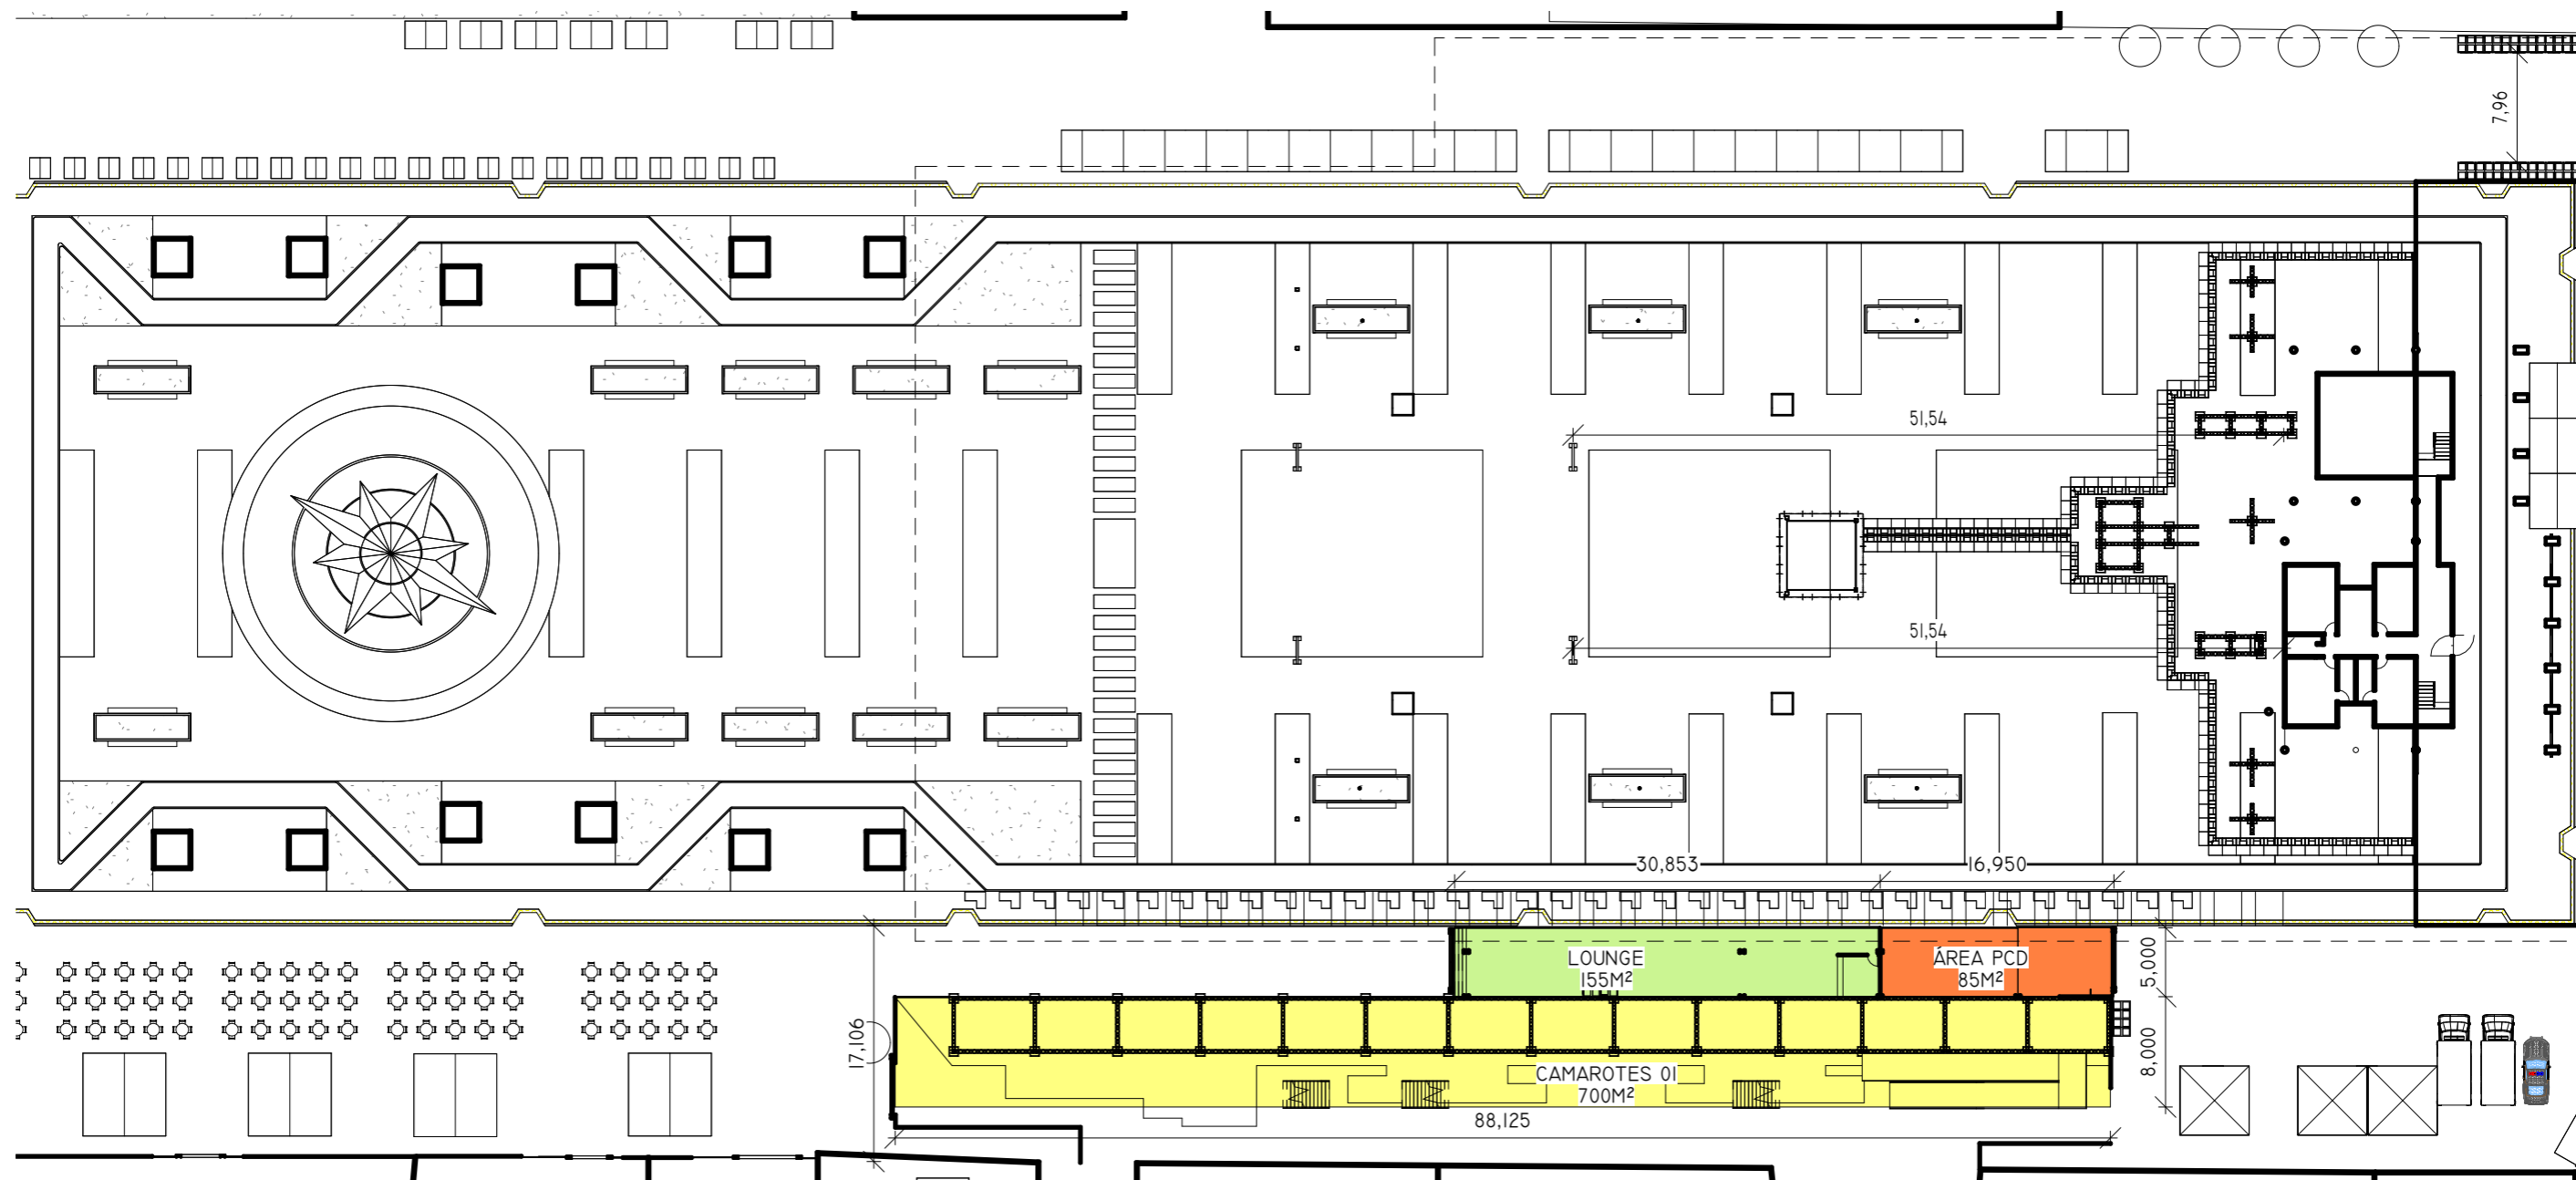 7,96
51,54
51,54
30,853
16,950
LOUNGE
155M²
ÁREA PCD
85M²
5,000
17,106
8,000
CAMAROTES 01
700M²
88,125